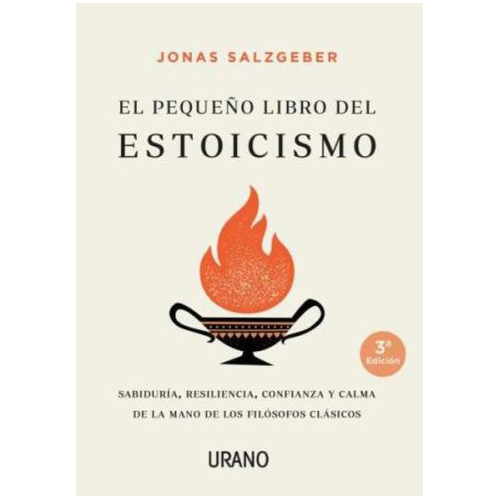 JONAS SALZGEBER
EL PEQUEÑO LIBRO DEL
ESTOICISMO
3ª
Edición
SABIDURÍA, RESILIENCIA, CONFIANZA Y CALMA
DE LA MANO DE LOS FILÓSOFOS CLÁSICOS
URANO